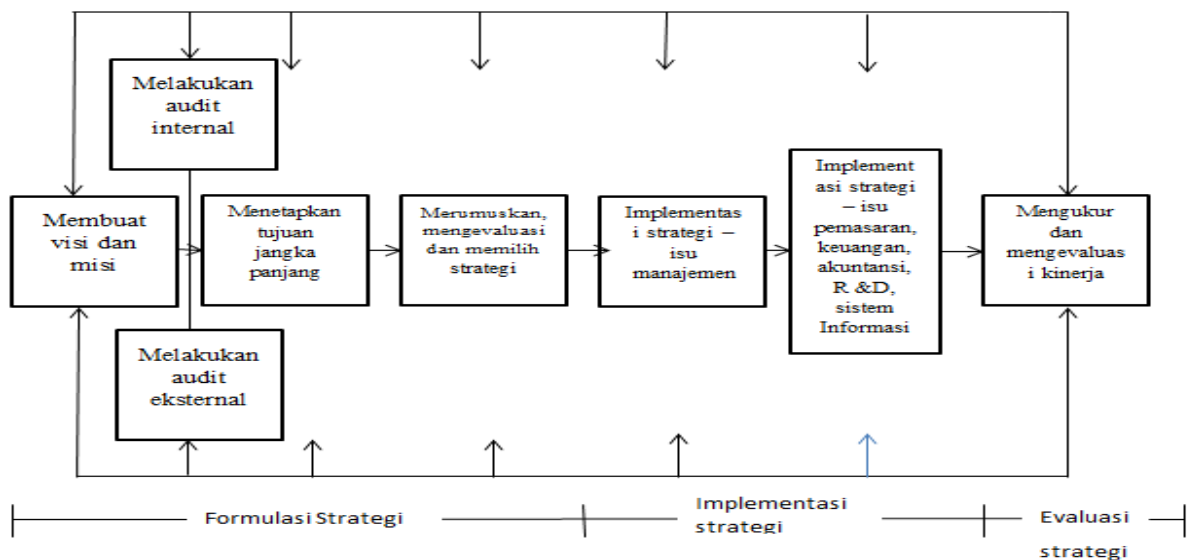 Melakukan
audit
internal
Membuat
visi dan
misi
Menetapkan
tujuan
jangka
panjang
Merumuskan,
mengevaluasi
dan memilih
strategi
Implementas
i strategi –
isu
manajemen
Implement
asi strategi
– isu
pemasaran,
keuangan,
akuntansi,
R &D,
sistem
Informasi
Mengukur
dan
mengevaluas
i kinerja
Melakukan
audit
eksternal
Formulasi Strategi
Implementasi
strategi
Evaluasi
strategi